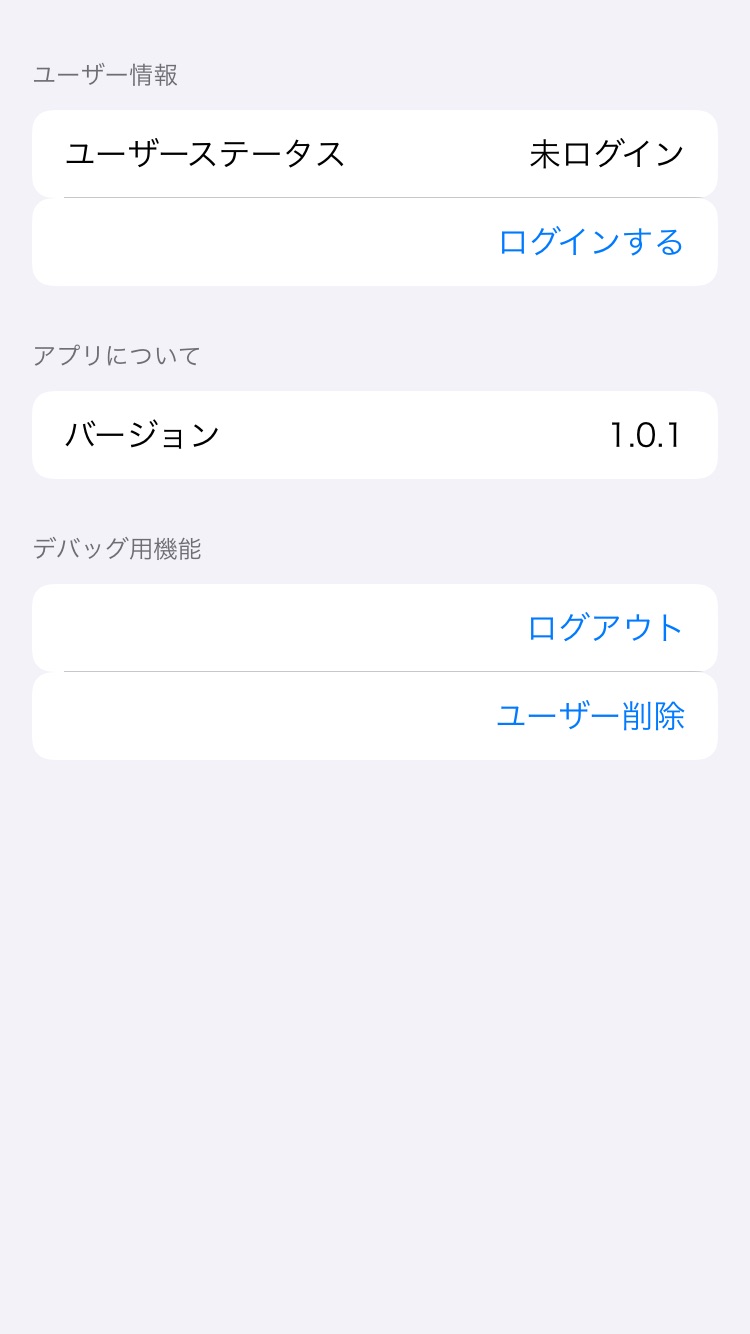 ユーザー情報
ユーザーステータス 未ログイン
ログインする
アプリについて
バージョン 1.0.1
デバッグ用機能
ログアウト
ユーザー削除